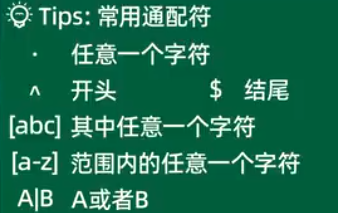 Tips: 常用通配符
· 任意一个字符
^ 开头 $ 结尾
[abc] 其中任意一个字符
[a-z] 范围内的任意一个字符
A|B A或者B